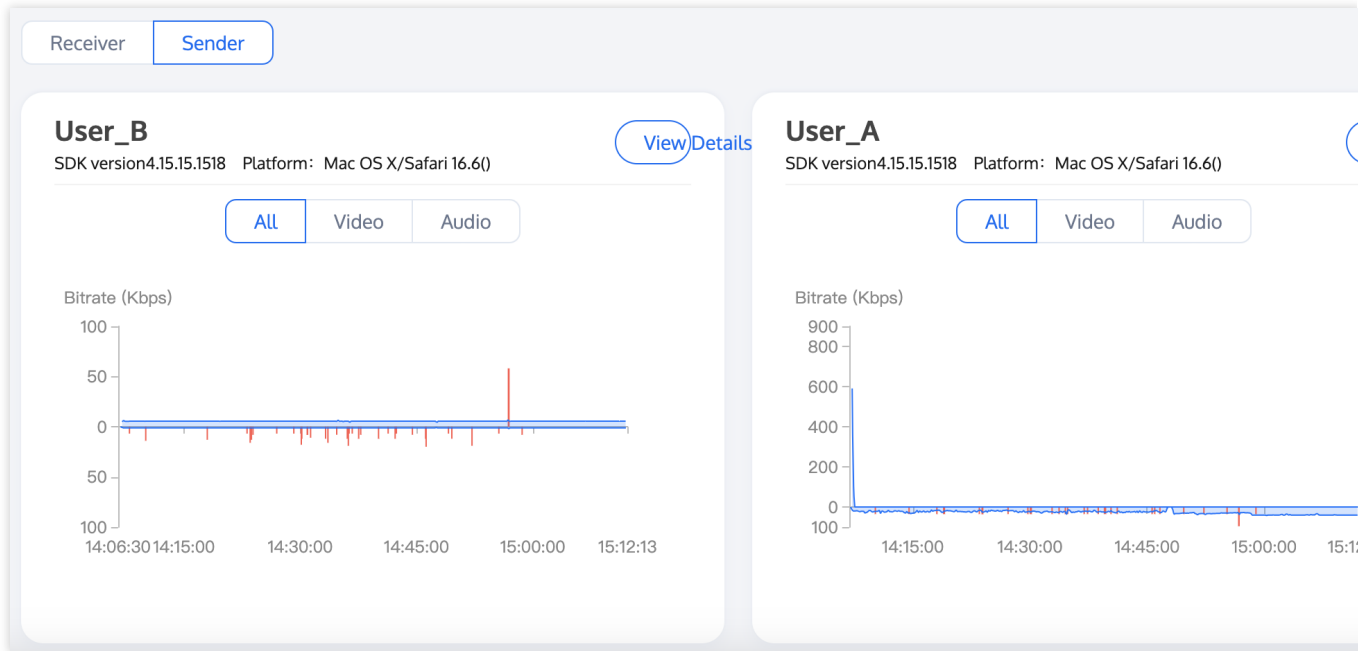 Receiver Sender
User_B View Details
SDK version4.15.15.1518 Platform： Mac OS X/Safari 16.6()
All Video Audio
Bitrate (Kbps)
100
50
0
50
100
14:06:30 14:15:00 14:30:00 14:45:00 15:00:00 15:12:13
User_A
SDK version4.15.15.1518 Platform： Mac OS X/Safari 16.6()
All Video Audio
Bitrate (Kbps)
900
800
600
400
200
0
100
14:15:00 14:30:00 14:45:00 15:00:00